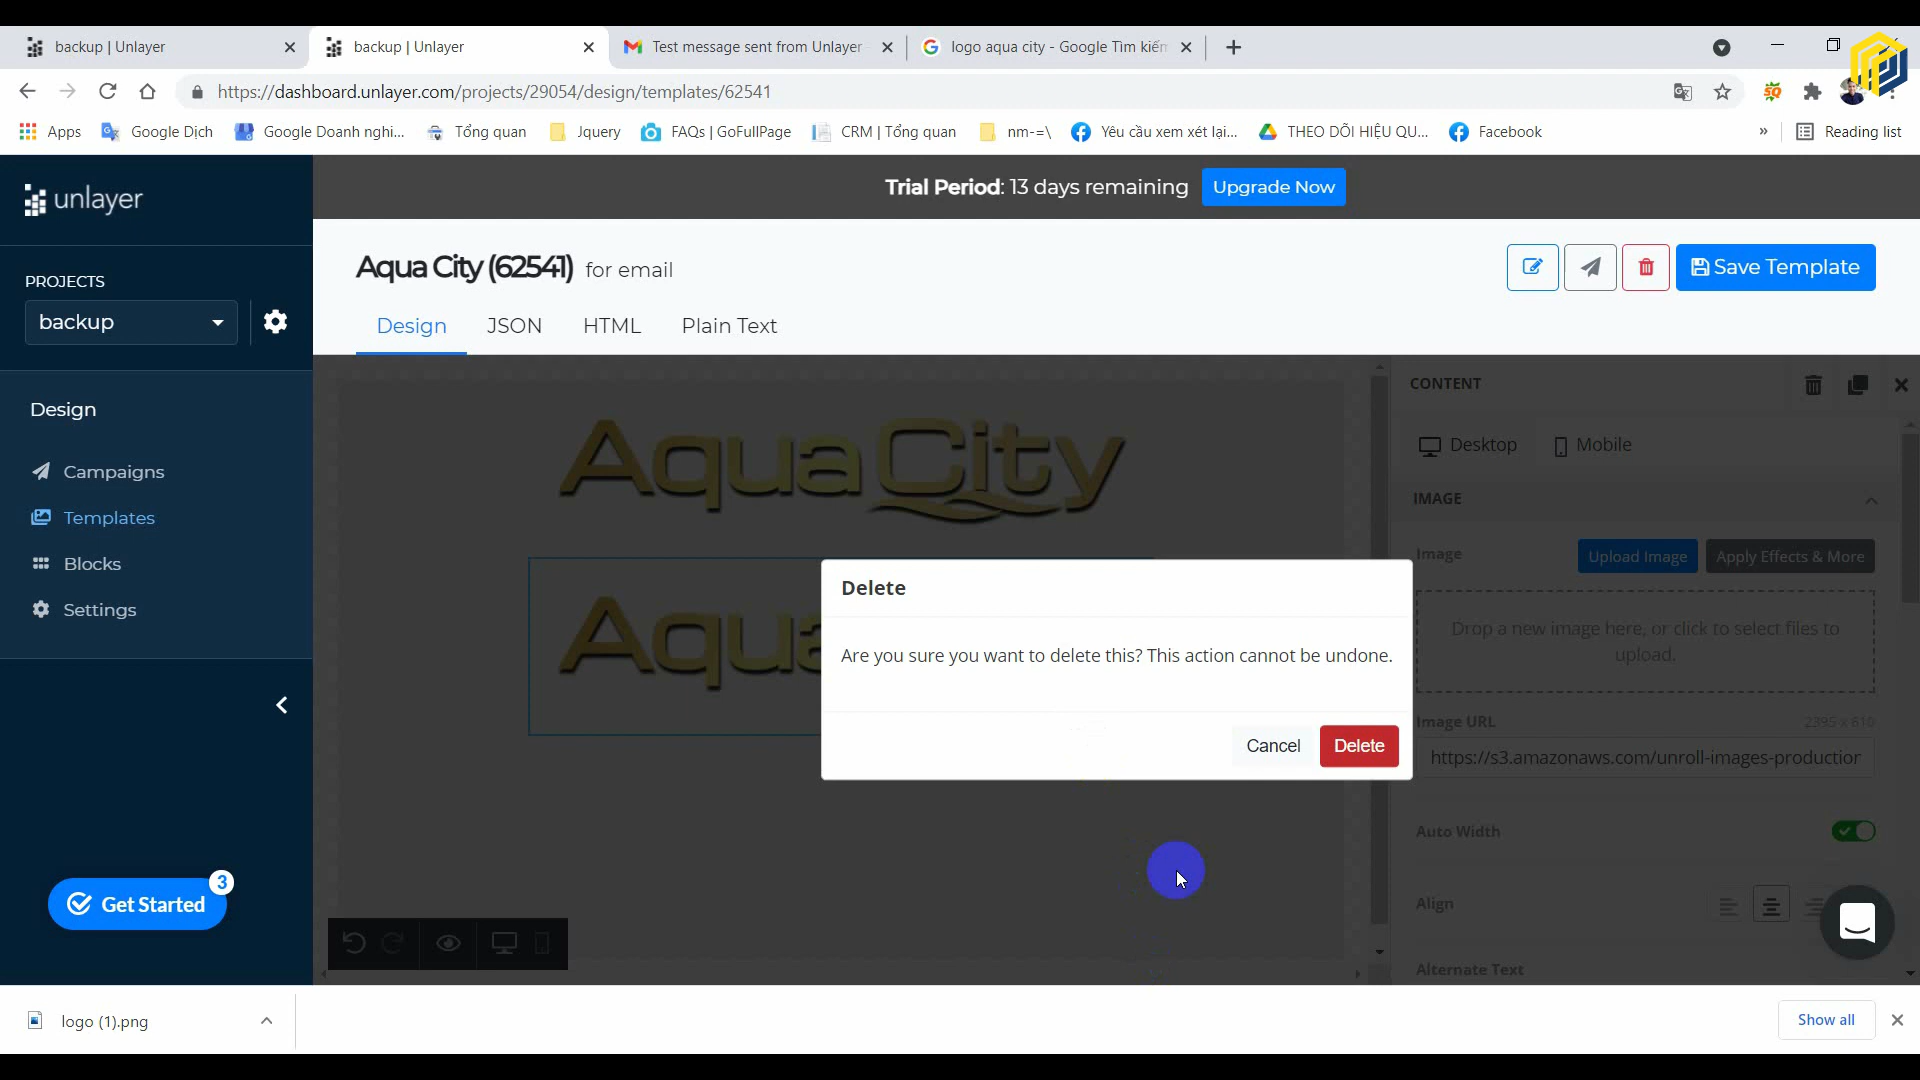 backup | Unlayer
backup | Unlayer
Test message sent from Unlayer
logo aqua city - Google Tìm kiếm
https://dashboard.unlayer.com/projects/29054/design/templates/62541
Apps
Google Dịch
Google Doanh nghi...
Tổng quan
Jquery
FAQs | GoFullPage
CRM | Tổng quan
nm-=\
Yêu cầu xem xét lại...
THEO DÕI HIỆU QU...
Facebook
»
Reading list
unlayer
Trial Period: 13 days remaining
Upgrade Now
Aqua City (62541) for email
Save Template
PROJECTS
backup
Design
JSON
HTML
Plain Text
Design
Campaigns
Templates
Blocks
Settings
3
Get Started
Aqua City
Aqua
Delete
Are you sure you want to delete this? This action cannot be undone.
Cancel
Delete
CONTENT
Desktop
Mobile
IMAGE
Image
Upload Image
Apply Effects & More
Drop a new image here, or click to select files to
upload.
Image URL
2395 x 610
https://s3.amazonaws.com/unroll-images-production
Auto Width
Align
Alternate Text
logo (1).png
Show all